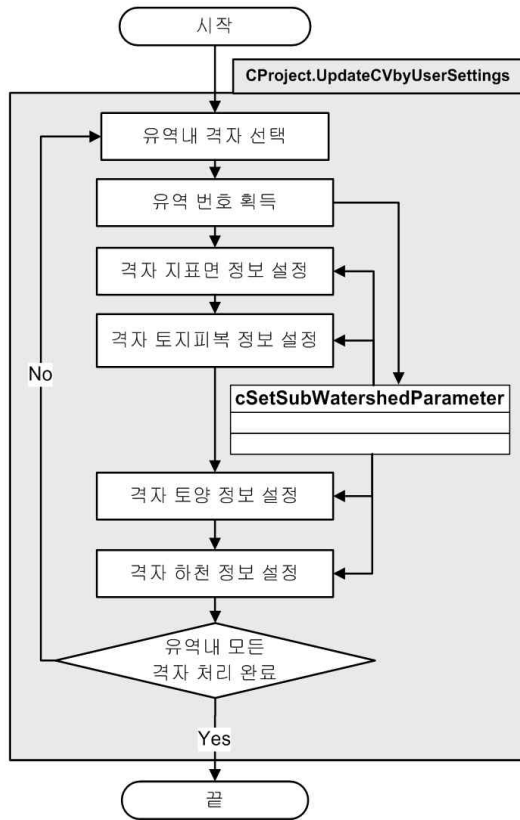 시작
CProject.UpdateCVbyUserSettings
유역내 격자 선택
유역 번호 획득
격자 지표면 정보 설정
격자 토지피복 정보 설정
No
cSetSubWatershedParameter
격자 토양 정보 설정
격자 하천 정보 설정
유역내 모든
격자 처리 완료
Yes
끝